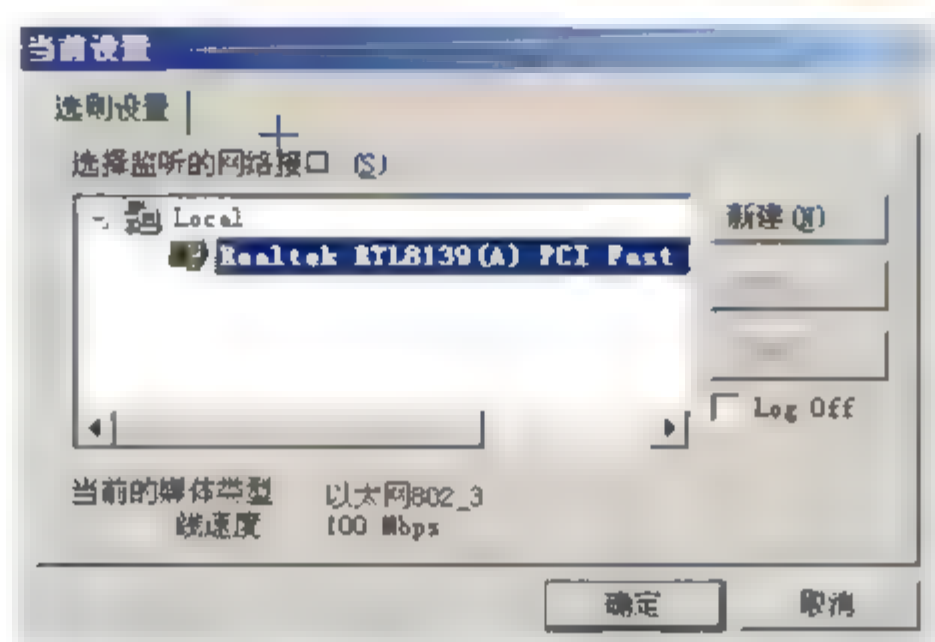 当前设置
选则设置
选择监听的网络接口 (S)
Local
新建(N)
Realtek RTL8139(A) PCI Fast
Log Off
当前的媒体类型 以太网802_3
线速度 100 Mbps
确定 取消